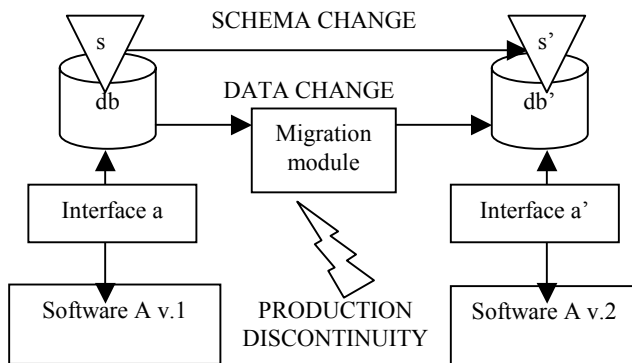 SCHEMA CHANGE
s
s’
db
db’
DATA CHANGE
Migration
module
Interface a
Interface a’
Software A v.1
PRODUCTION
DISCONTINUITY
Software A v.2